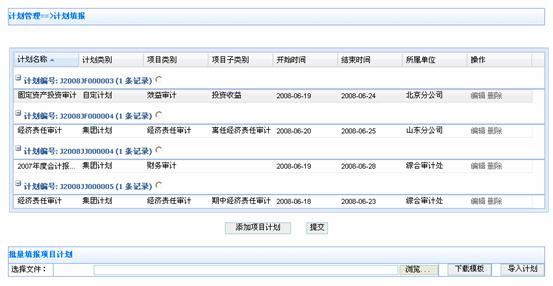 计划管理==>计划填报
计划名称 计划类别 项目类别 项目子类别 开始时间 结束时间 所属单位 操作
计划编号: J2008JF000003 (1 条记录)
固定资产投资审计 自定计划 效益审计 投资收益 2008-06-19 2008-06-24 北京分公司 编辑 删除
计划编号: J2008JF000004 (1 条记录)
经济责任审计 集团计划 经济责任审计 离任经济责任审计 2008-06-20 2008-06-25 山东分公司 编辑 删除
计划编号: J2008JJ000004 (1 条记录)
2007年度会计报... 集团计划 财务审计 2008-06-19 2008-06-28 综合审计处 编辑 删除
计划编号: J2008JJ000005 (1 条记录)
经济责任审计 集团计划 经济责任审计 期中经济责任审计 2008-06-18 2008-06-23 综合审计处 编辑 删除
添加项目计划 提交
批量填报项目计划
选择文件： 浏览... 下载模板 导入计划